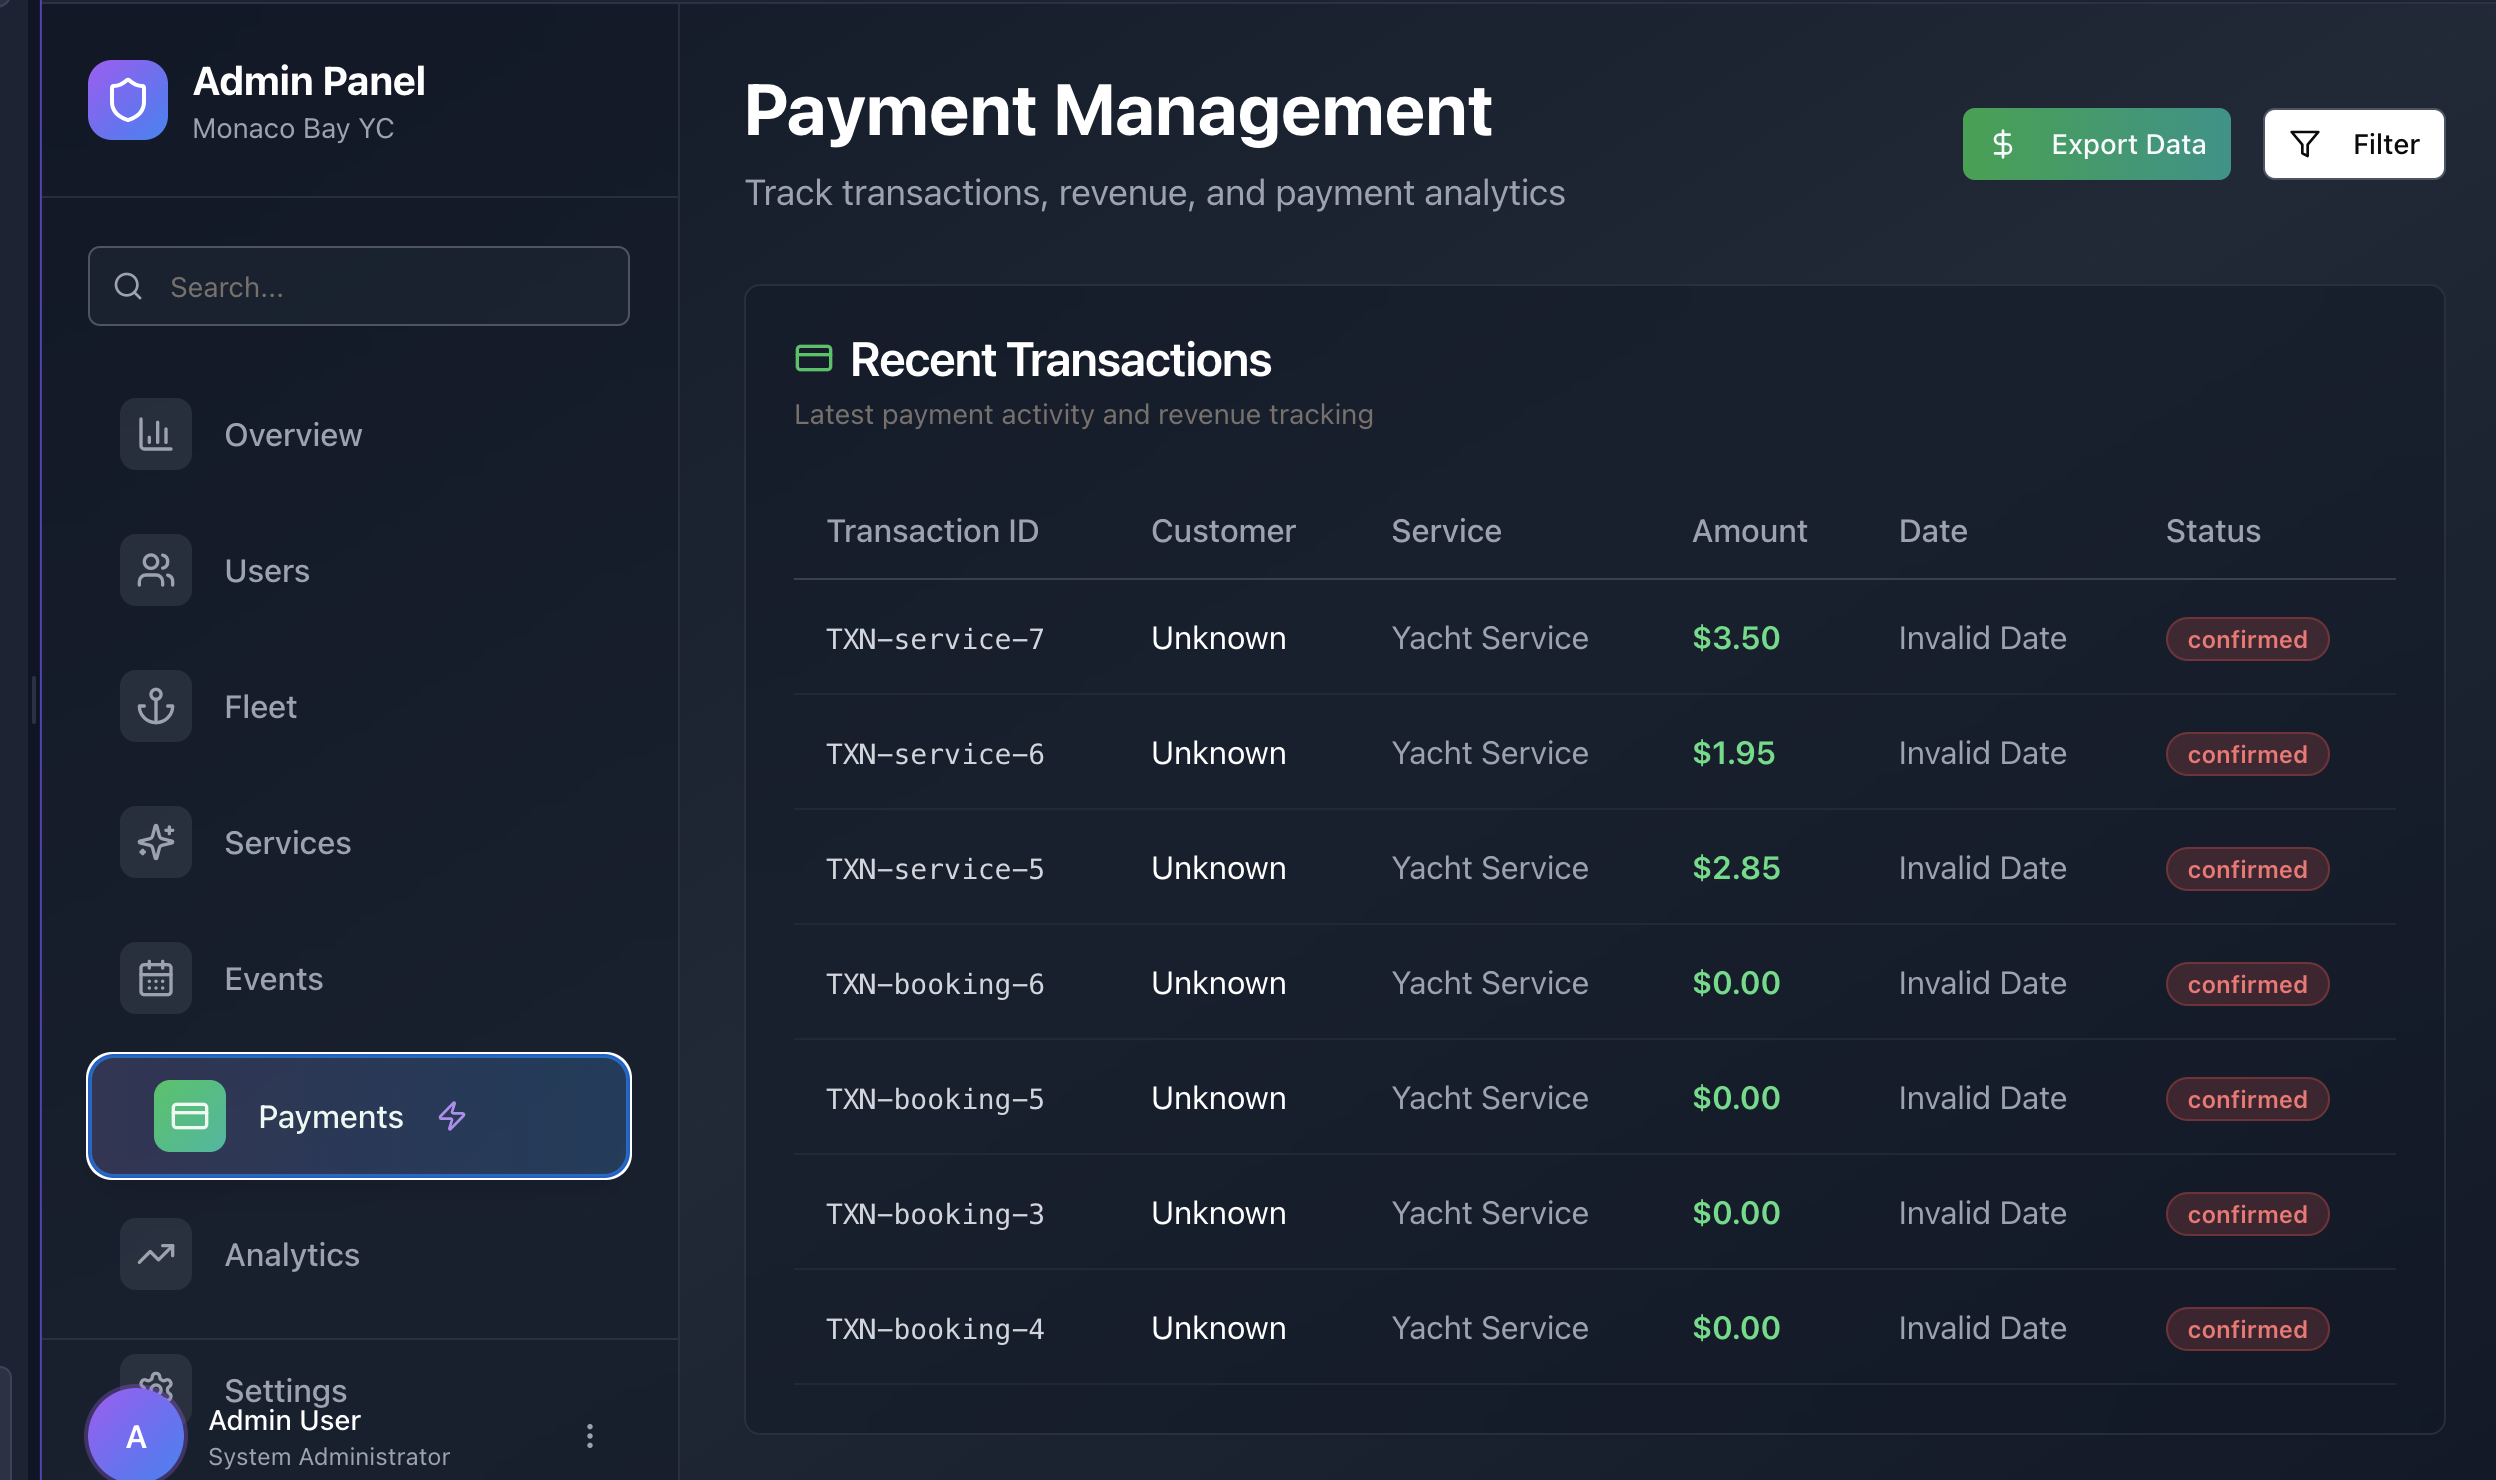 Admin Panel
Monaco Bay YC
Search...
Overview
Users
Fleet
Services
Events
Payments
Analytics
Settings
A
Admin User
System Administrator
Payment Management
Track transactions, revenue, and payment analytics
Export Data
Filter
Recent Transactions
Latest payment activity and revenue tracking
Transaction ID Customer Service Amount Date Status
TXN-service-7 Unknown Yacht Service $3.50 Invalid Date confirmed
TXN-service-6 Unknown Yacht Service $1.95 Invalid Date confirmed
TXN-service-5 Unknown Yacht Service $2.85 Invalid Date confirmed
TXN-booking-6 Unknown Yacht Service $0.00 Invalid Date confirmed
TXN-booking-5 Unknown Yacht Service $0.00 Invalid Date confirmed
TXN-booking-3 Unknown Yacht Service $0.00 Invalid Date confirmed
TXN-booking-4 Unknown Yacht Service $0.00 Invalid Date confirmed